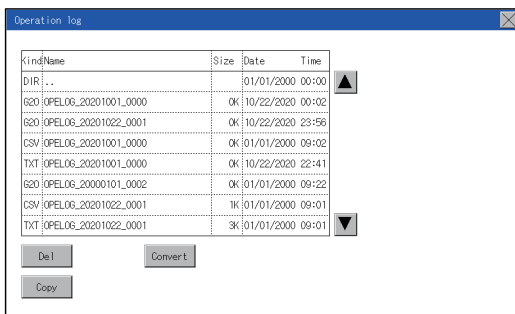 Operation log
Kind Name Size Date Time
DIR .. 01/01/2000 00:00
G2O OPELOG_20201001_0000 0K 10/22/2020 00:02
G2O OPELOG_20201022_0001 0K 10/22/2020 23:56
CSV OPELOG_20201001_0000 0K 01/01/2000 09:02
TXT OPELOG_20201001_0000 0K 10/22/2020 22:41
G2O OPELOG_20000101_0002 0K 01/01/2000 09:22
CSV OPELOG_20201022_0001 1K 01/01/2000 09:01
TXT OPELOG_20201022_0001 3K 01/01/2000 09:01
Del Convert
Copy